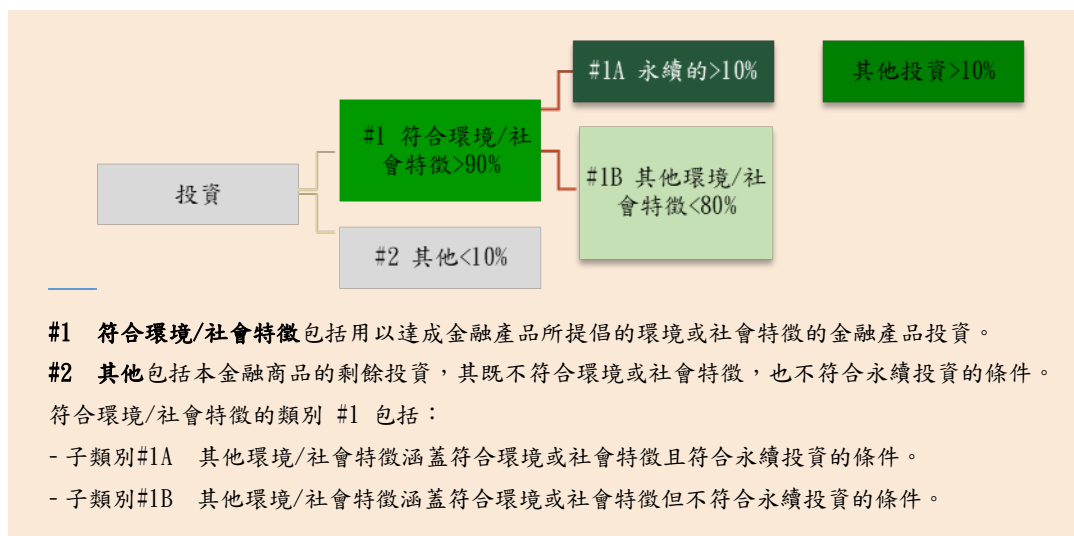 #1A 永續的>10%
其他投資>10%
#1 符合環境/社
會特徵>90%
#1B 其他環境/社
會特徵<80%
投資
#2 其他<10%
#1 符合環境/社會特徵包括用以達成金融產品所提倡的環境或社會特徵的金融產品投資。
#2 其他包括本金融商品的剩餘投資，其既不符合環境或社會特徵，也不符合永續投資的條件。
符合環境/社會特徵的類別 #1 包括：
- 子類別#1A 其他環境/社會特徵涵蓋符合環境或社會特徵且符合永續投資的條件。
- 子類別#1B 其他環境/社會特徵涵蓋符合環境或社會特徵但不符合永續投資的條件。